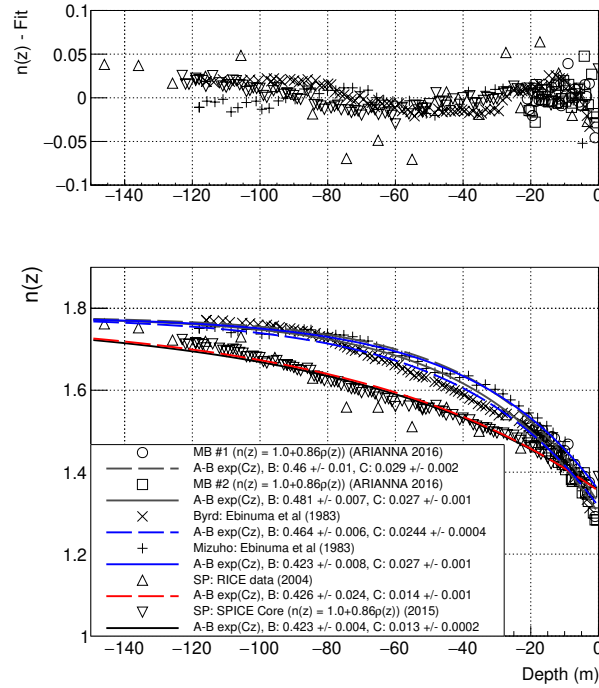 n(z) - Fit
0.1
0.05
0
−0.05
−0.1
−140 −120 −100 −80 −60 −40 −20 0
n(z)
1.8
1.6
1.4
1.2
1
MB #1 (n(z) = 1.0+0.86ρ(z)) (ARIANNA 2016)
A-B exp(Cz), B: 0.46 +/- 0.01, C: 0.029 +/- 0.002
MB #2 (n(z) = 1.0+0.86ρ(z)) (ARIANNA 2016)
A-B exp(Cz), B: 0.481 +/- 0.007, C: 0.027 +/- 0.001
Byrd: Ebinuma et al (1983)
A-B exp(Cz), B: 0.464 +/- 0.006, C: 0.0244 +/- 0.0004
Mizuho: Ebinuma et al (1983)
A-B exp(Cz), B: 0.423 +/- 0.008, C: 0.027 +/- 0.001
SP: RICE data (2004)
A-B exp(Cz), B: 0.426 +/- 0.024, C: 0.014 +/- 0.001
SP: SPICE Core (n(z) = 1.0+0.86ρ(z)) (2015)
A-B exp(Cz), B: 0.423 +/- 0.004, C: 0.013 +/- 0.0002
−140 −120 −100 −80 −60 −40 −20 0
Depth (m)